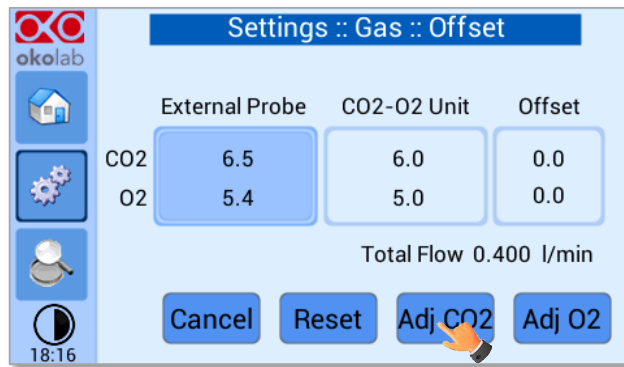 okolab
Settings :: Gas :: Offset
External Probe CO2-O2 Unit Offset
CO2 6.5 6.0 0.0
O2 5.4 5.0 0.0
Total Flow 0.400 l/min
Cancel Reset Adj CO2 Adj O2
18:16